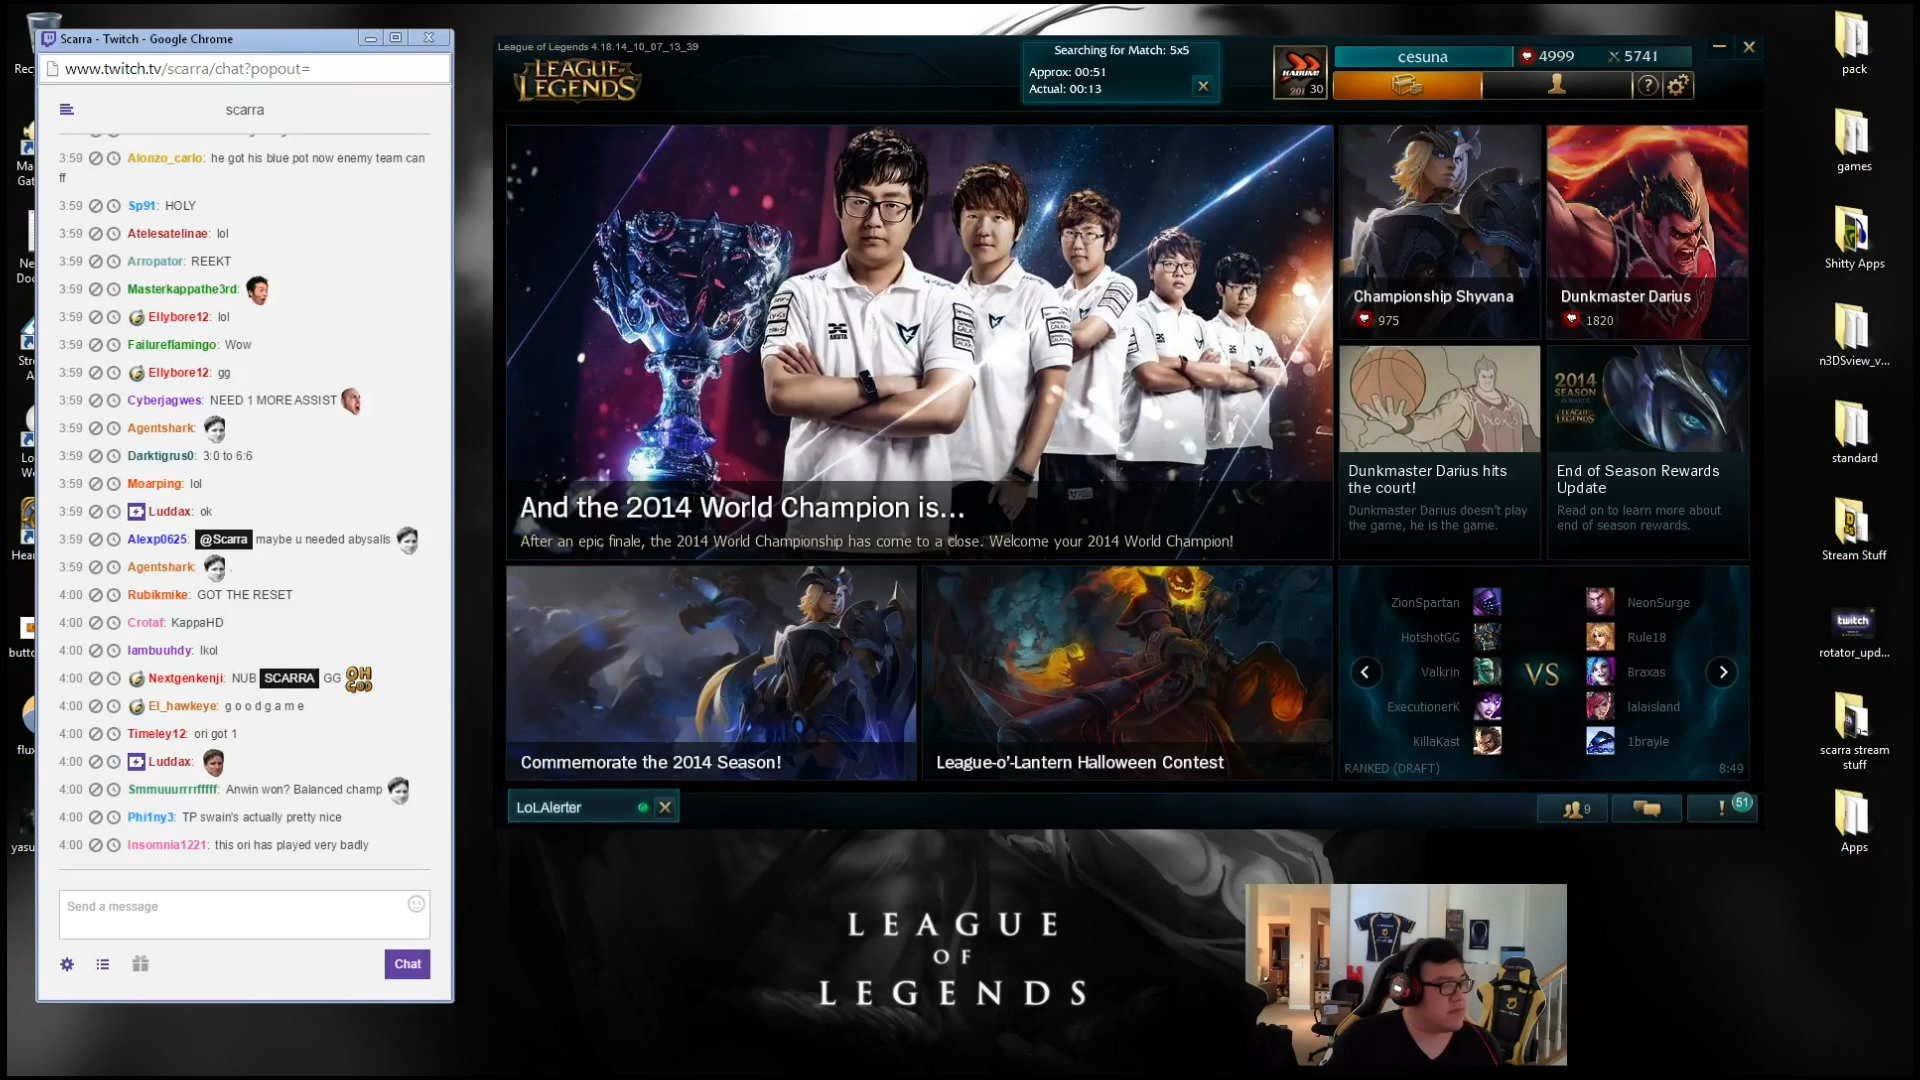 Scarra - Twitch - Google Chrome
www.twitch.tv/scarra/chat?popout=
scarra
3:59 Alonzo_carlo: he got his blue pot now enemy team can
ff
3:59 Sp91: HOLY
3:59 Atelesatelinae: lol
3:59 Arropator: REEKT
3:59 Masterkappathe3rd:
3:59 Ellybore12: lol
3:59 Failureflamingo: Wow
3:59 Ellybore12: gg
3:59 Cyberjagwes: NEED 1 MORE ASSIST
3:59 Agentshark:
3:59 Darktigrus0: 3:0 to 6:6
3:59 Moarping: lol
3:59 Luddax: ok
3:59 Alexp0625: @Scarra maybe u needed abysalls
3:59 Agentshark: .
4:00 Rubikmike: GOT THE RESET
4:00 Crotaf: KappaHD
4:00 Iambuuhdy: lkol
4:00 Nextgenkenji: NUB SCARRA GG OH GOD
4:00 El_hawkeye: g o o d g a m e
4:00 Timeley12: ori got 1
4:00 Luddax:
4:00 Smmuuurrrrfffff: Anwin won? Balanced champ
4:00 Phi1ny3: TP swain's actually pretty nice
4:00 Insomnia1221: this ori has played very badly
Send a message
Chat
League of Legends 4.18.14_10_07_13_39
LEAGUE OF
LEGENDS
Searching for Match: 5x5
Approx: 00:51
Actual: 00:13
KABUM!
30
cesuna
4999
5741
?
And the 2014 World Champion is...
After an epic finale, the 2014 World Championship has come to a close. Welcome your 2014 World Champion!
Championship Shyvana
975
Dunkmaster Darius
1820
Dunkmaster Darius hits
the court!
Dunkmaster Darius doesn't play
the game, he is the game.
2014
SEASON
REWARDS
LEAGUE OF
LEGENDS
End of Season Rewards
Update
Read on to learn more about
end of season rewards.
Commemorate the 2014 Season!
League-o'-Lantern Halloween Contest
ZionSpartan
HotshotGG
Valkrin
ExecutionerK
KillaKast
VS
NeonSurge
Rule18
Braxas
lalaisland
1brayle
RANKED (DRAFT)
8:49
LoLAlerter
9
!
51
LEAGUE
OF
LEGENDS
pack
games
Shitty Apps
n3DSview_v...
standard
Stream Stuff
twitch
rotator_upd...
scarra stream
stuff
Apps